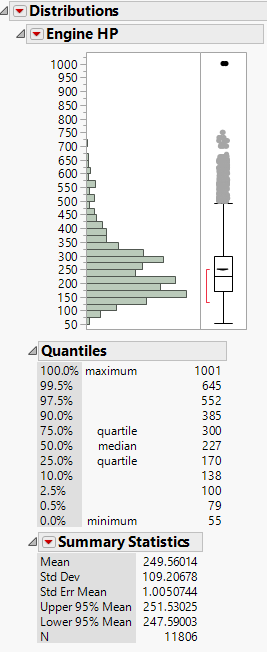 Distributions
Engine HP
1000
950
900
850
800
750
700
650
600
550
500
450
400
350
300
250
200
150
100
50
Quantiles
100.0% maximum 1001
99.5% 645
97.5% 552
90.0% 385
75.0% quartile 300
50.0% median 227
25.0% quartile 170
10.0% 138
2.5% 100
0.5% 79
0.0% minimum 55
Summary Statistics
Mean 249.56014
Std Dev 109.20678
Std Err Mean 1.0050744
Upper 95% Mean 251.53025
Lower 95% Mean 247.59003
N 11806